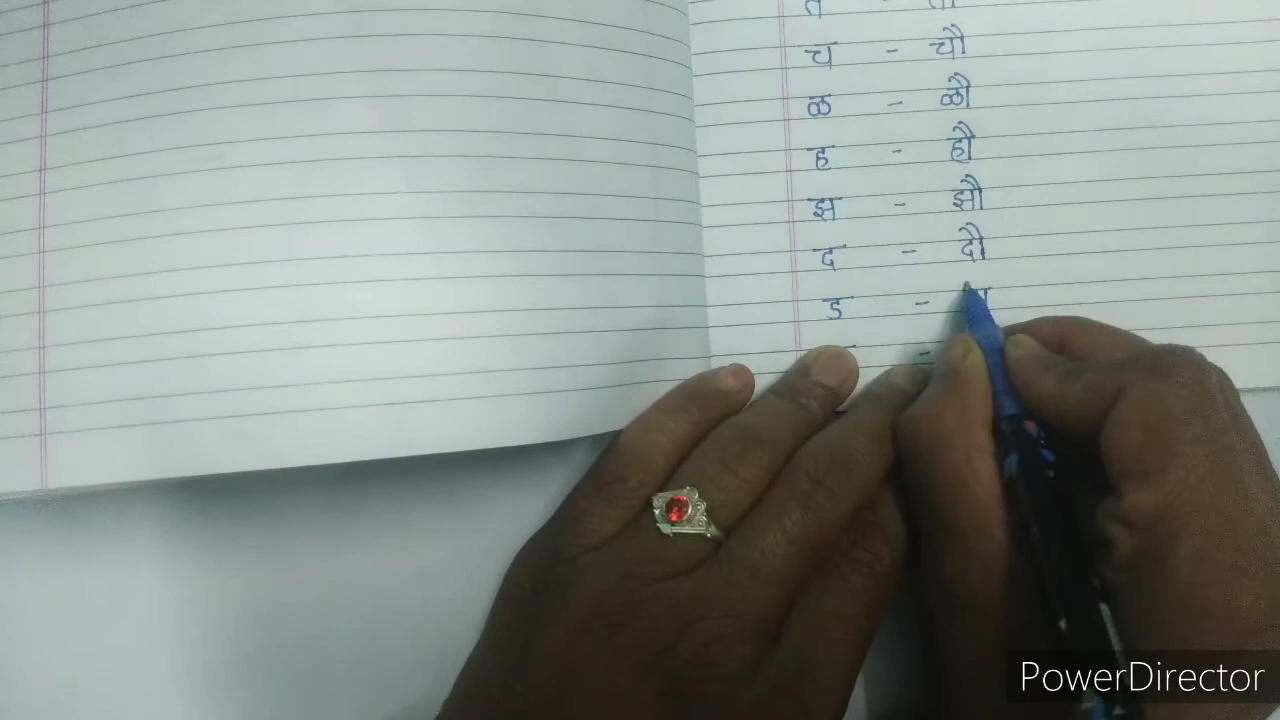 त - तौ
च - चौ
ळ - ळौ
ह - हौ
झ - झौ
द - दौ
ड -
-
PowerDirector